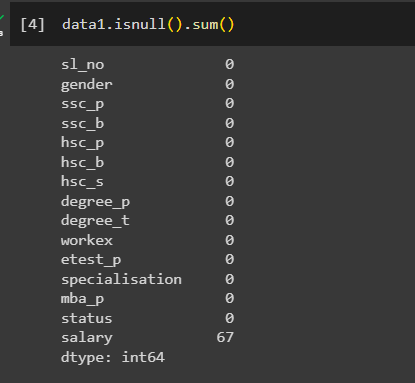 [4] data1.isnull().sum()
sl_no 0
gender 0
ssc_p 0
ssc_b 0
hsc_p 0
hsc_b 0
hsc_s 0
degree_p 0
degree_t 0
workex 0
etest_p 0
specialisation 0
mba_p 0
status 0
salary 67
dtype: int64